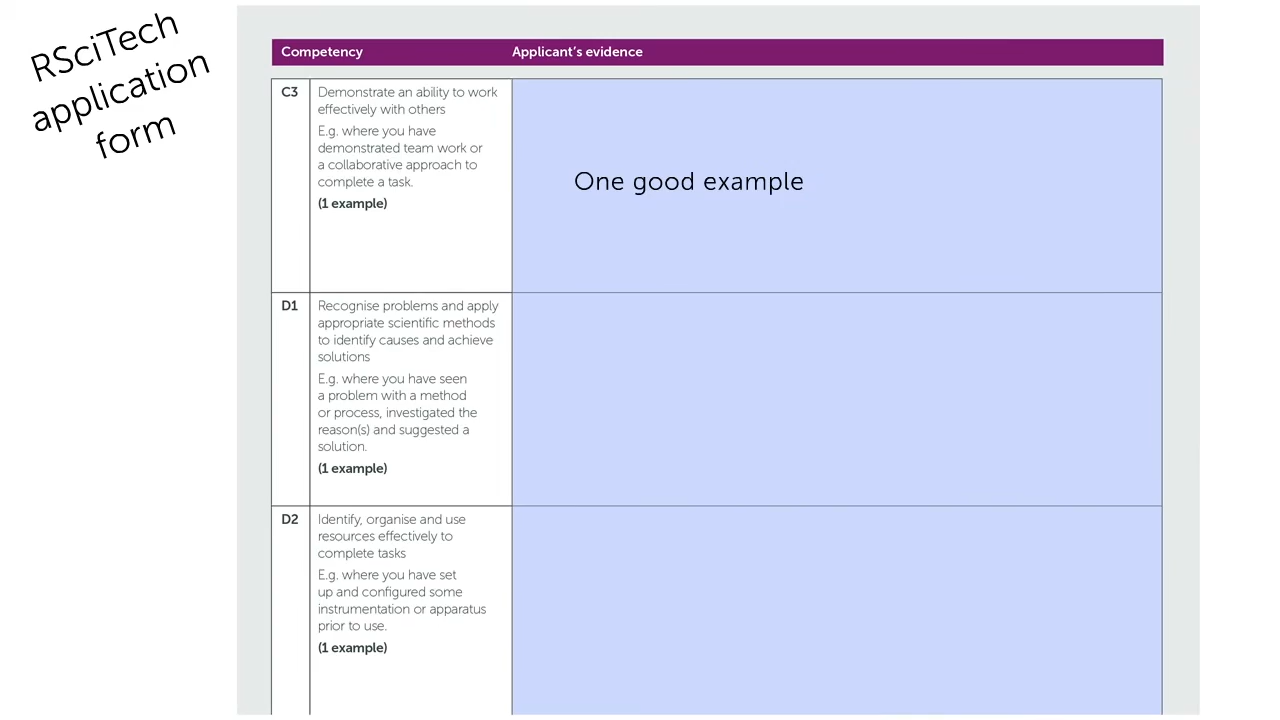 RSciTech
application
form
Competency Applicant's evidence
C3 Demonstrate an ability to work
effectively with others
E.g. where you have
demonstrated team work or
a collaborative approach to
complete a task.
(1 example)
One good example
D1 Recognise problems and apply
appropriate scientific methods
to identify causes and achieve
solutions
E.g. where you have seen
a problem with a method
or process, investigated the
reason(s) and suggested a
solution.
(1 example)
D2 Identify, organise and use
resources effectively to
complete tasks
E.g. where you have set
up and configured some
instrumentation or apparatus
prior to use.
(1 example)